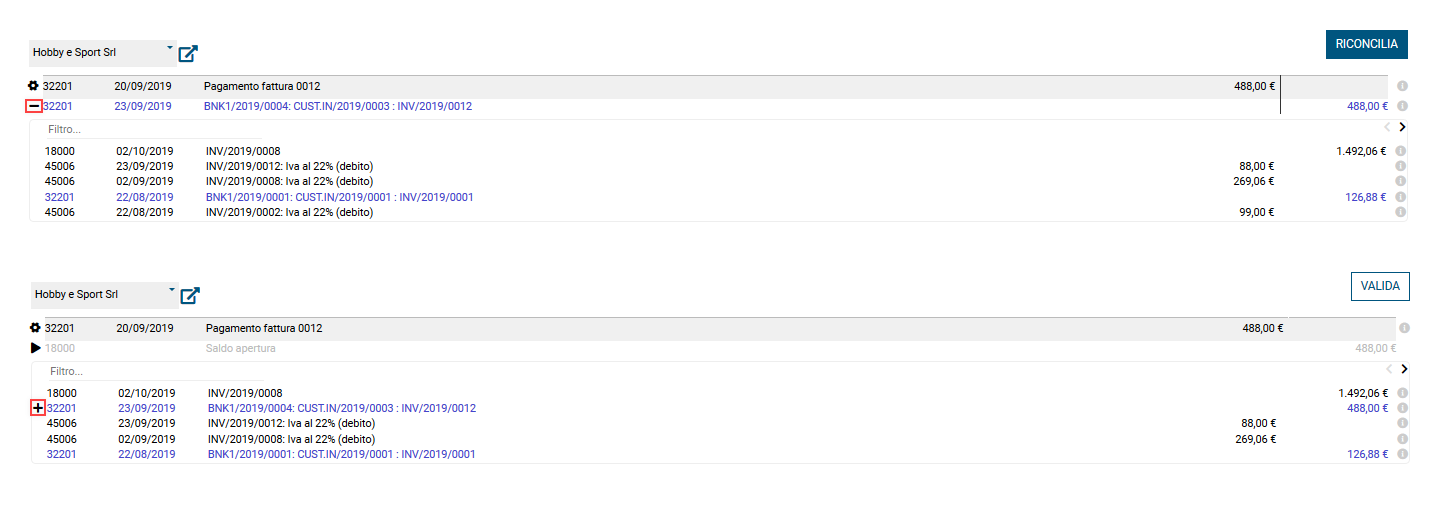 Hobby e Sport Srl
RICONCILIA
32201 20/09/2019 Pagamento fattura 0012 488,00 €
32201 23/09/2019 BNK1/2019/0004: CUST.IN/2019/0003 : INV/2019/0012 488,00 €
Filtro...
18000 02/10/2019 INV/2019/0008 1.492,06 €
45006 23/09/2019 INV/2019/0012: Iva al 22% (debito) 88,00 €
45006 02/09/2019 INV/2019/0008: Iva al 22% (debito) 269,06 €
32201 22/08/2019 BNK1/2019/0001: CUST.IN/2019/0001 : INV/2019/0001 126,88 €
45006 22/08/2019 INV/2019/0002: Iva al 22% (debito) 99,00 €
Hobby e Sport Srl
VALIDA
32201 20/09/2019 Pagamento fattura 0012 488,00 €
18000 Saldo apertura 488,00 €
Filtro...
18000 02/10/2019 INV/2019/0008 1.492,06 €
32201 23/09/2019 BNK1/2019/0004: CUST.IN/2019/0003 : INV/2019/0012 488,00 €
45006 23/09/2019 INV/2019/0012: Iva al 22% (debito) 88,00 €
45006 02/09/2019 INV/2019/0008: Iva al 22% (debito) 269,06 €
32201 22/08/2019 BNK1/2019/0001: CUST.IN/2019/0001 : INV/2019/0001 126,88 €